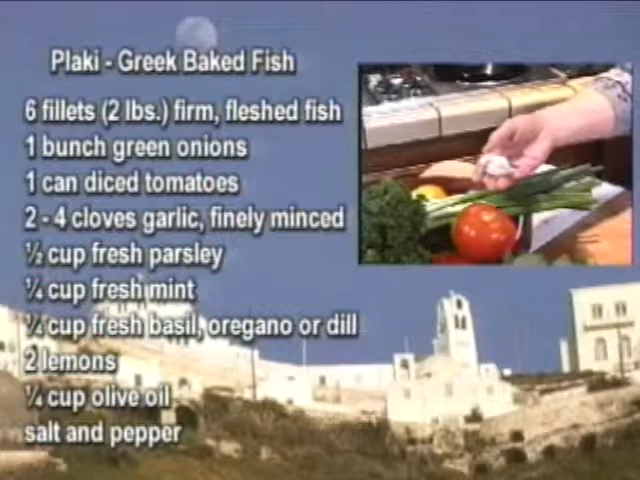 Plaki - Greek Baked Fish
6 fillets (2 lbs.) firm, fleshed fish
1 bunch green onions
1 can diced tomatoes
2 - 4 cloves garlic, finely minced
½ cup fresh parsley
¼ cup fresh mint
¼ cup fresh basil, oregano or dill
2 lemons
¼ cup olive oil
salt and pepper